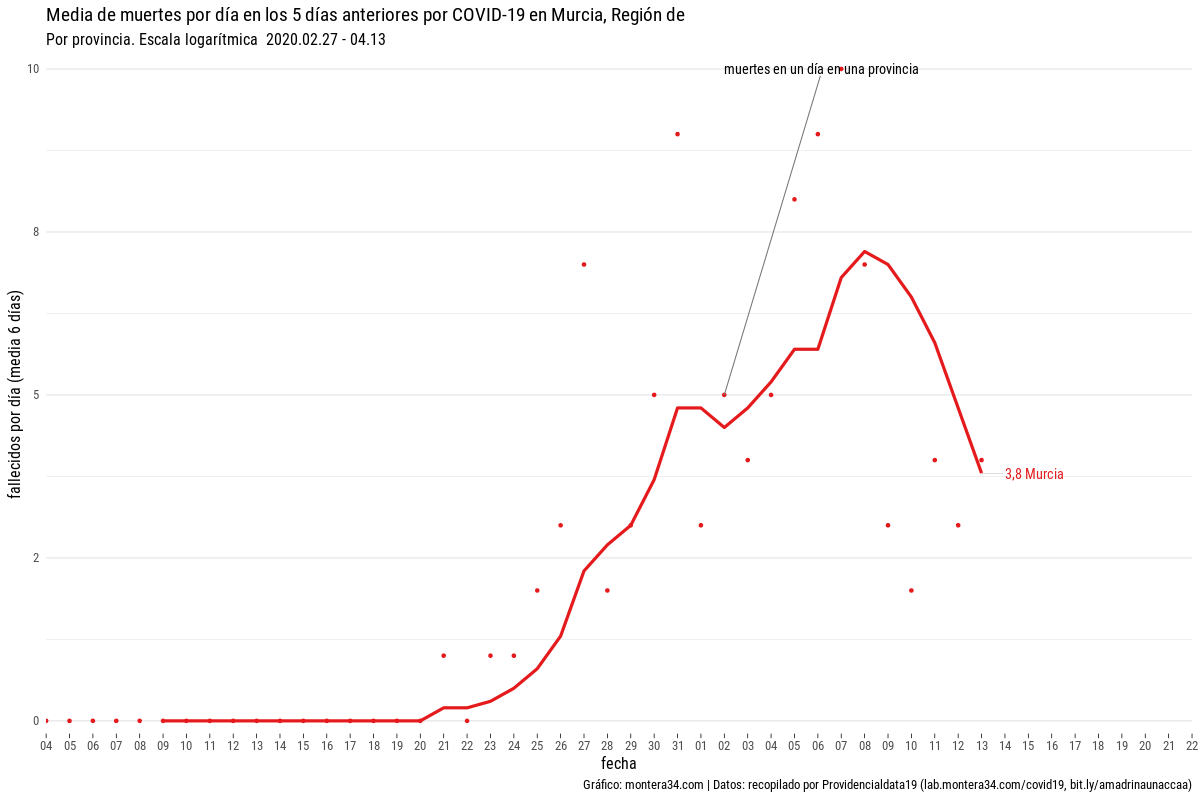 Media de muertes por día en los 5 días anteriores por COVID-19 en Murcia, Región de
Por provincia. Escala logarítmica 2020.02.27 - 04.13
10
muertes en un día en una provincia
8
fallecidos por día (media 6 días)
5
3,8 Murcia
2
0
04 05 06 07 08 09 10 11 12 13 14 15 16 17 18 19 20 21 22 23 24 25 26 27 28 29 30 31 01 02 03 04 05 06 07 08 09 10 11 12 13 14 15 16 17 18 19 20 21 22
fecha
Gráfico: montera34.com | Datos: recopilado por Providencialdata19 (lab.montera34.com/covid19, bit.ly/amadrinaunaccaa)